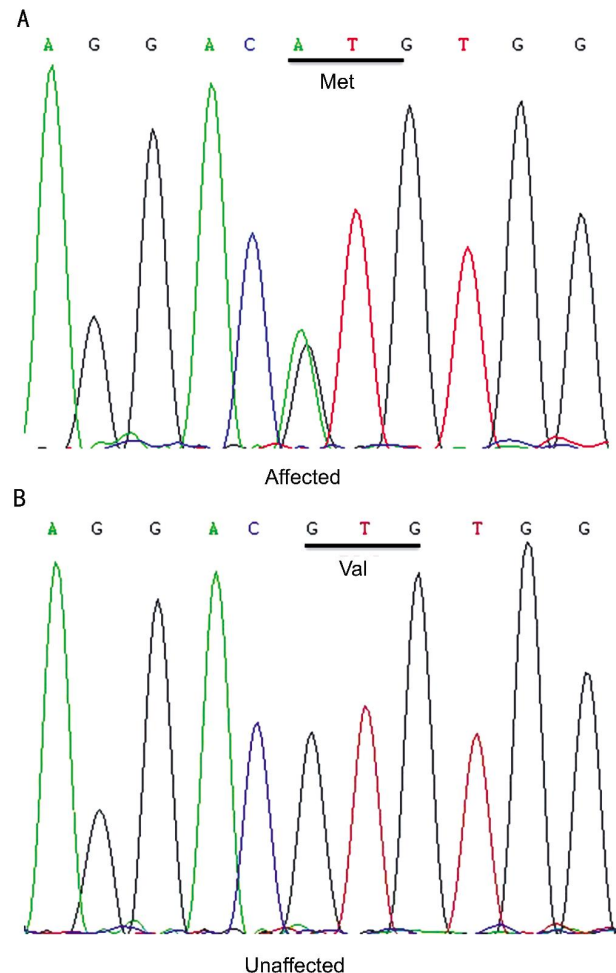 A
A G G A C A T G T G G
Met
Affected
B
A G G A C G T G T G G
Val
Unaffected